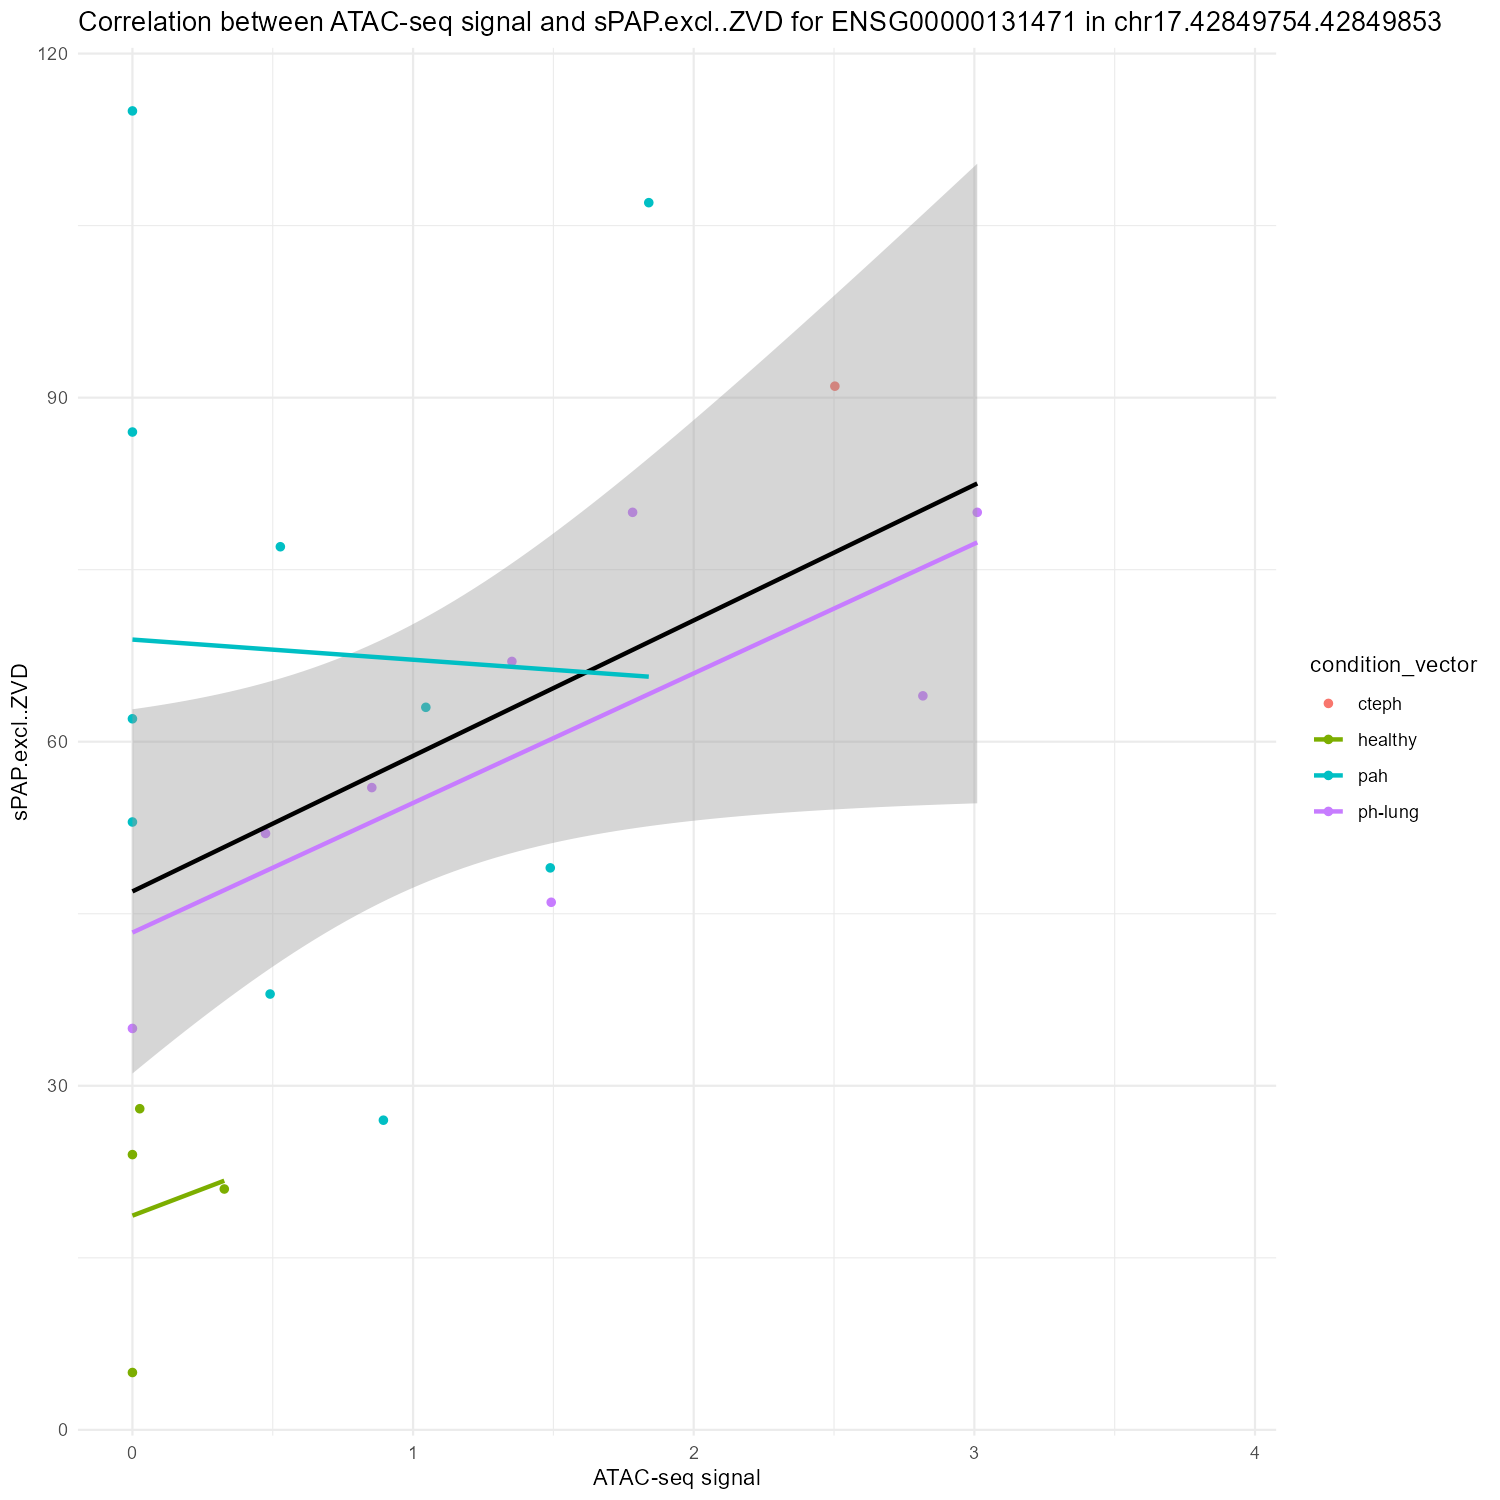 Correlation between ATAC-seq signal and sPAP.excl..ZVD for ENSG00000131471 in chr17.42849754.42849853
120
90
60
30
0
sPAP.excl..ZVD
0 1 2 3 4
ATAC-seq signal
condition_vector
cteph
healthy
pah
ph-lung